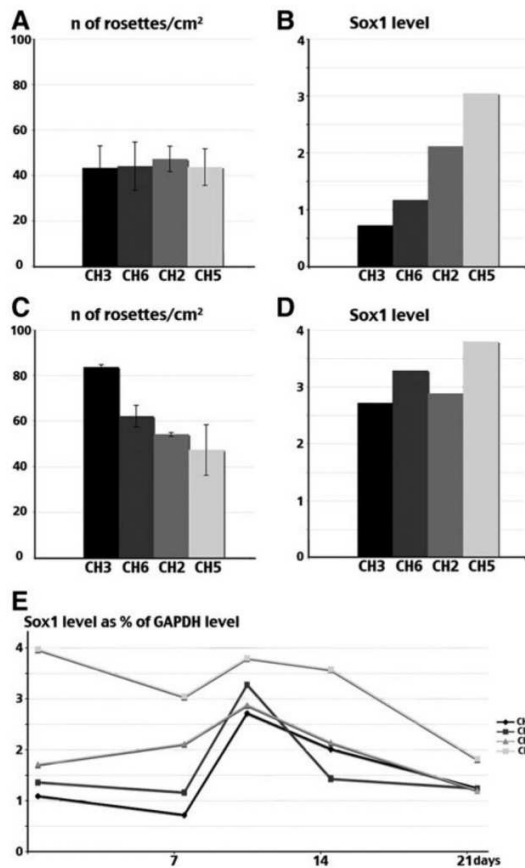 A n of rosettes/cm²
100
80
60
40
20
0
CH3 CH6 CH2 CH5
B Sox1 level
4
3
2
1
0
CH3 CH6 CH2 CH5
C n of rosettes/cm²
100
80
60
40
20
0
CH3 CH6 CH2 CH5
D Sox1 level
4
3
2
1
0
CH3 CH6 CH2 CH5
E
Sox1 level as % of GAPDH level
4
3
2
1
0
7 14 21days